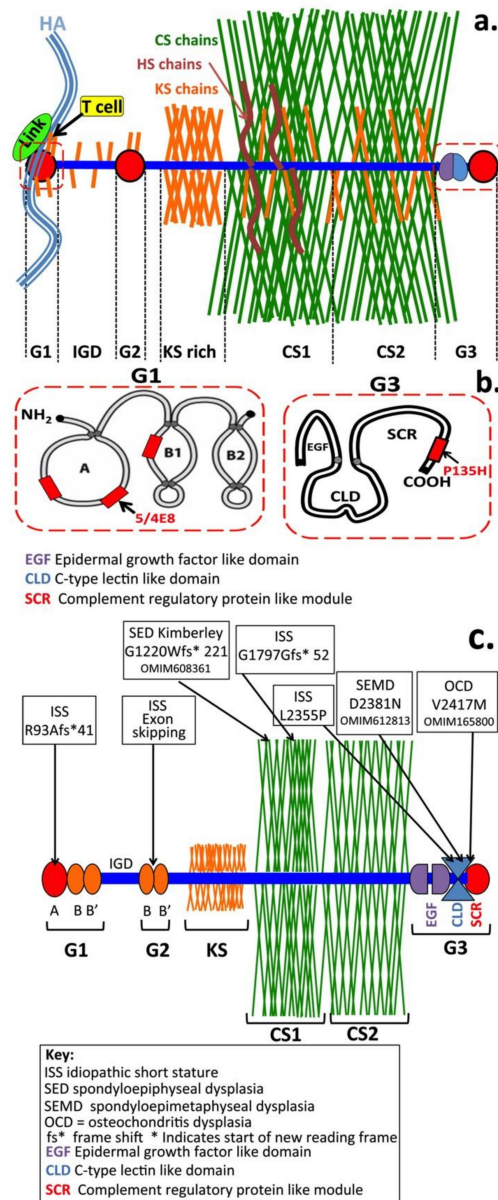 HA
a.
CS chains
HS chains
KS chains
Link
T cell
G1 IGD G2 KS rich CS1 CS2 G3
G1
G3
b.
NH2
A
B1
B2
5/4E8
EGF
CLD
SCR
COOH
P135H
EGF Epidermal growth factor like domain
CLD C-type lectin like domain
SCR Complement regulatory protein like module
c.
SED Kimberley
G1220Wfs* 221
OMIM608361
ISS
G1797Gfs* 52
ISS
R93Afs*41
ISS
Exon
skipping
ISS
L2355P
SEMD
D2381N
OMIM612813
OCD
V2417M
OMIM165800
IGD
A B B’
B B’
EGF
CLD
SCR
G1
G2
KS
G3
CS1
CS2
Key:
ISS idiopathic short stature
SED spondyloepiphyseal dysplasia
SEMD spondyloepimetaphyseal dysplasia
OCD = osteochondritis dysplasia
fs* frame shift * Indicates start of new reading frame
EGF Epidermal growth factor like domain
CLD C-type lectin like domain
SCR Complement regulatory protein like module